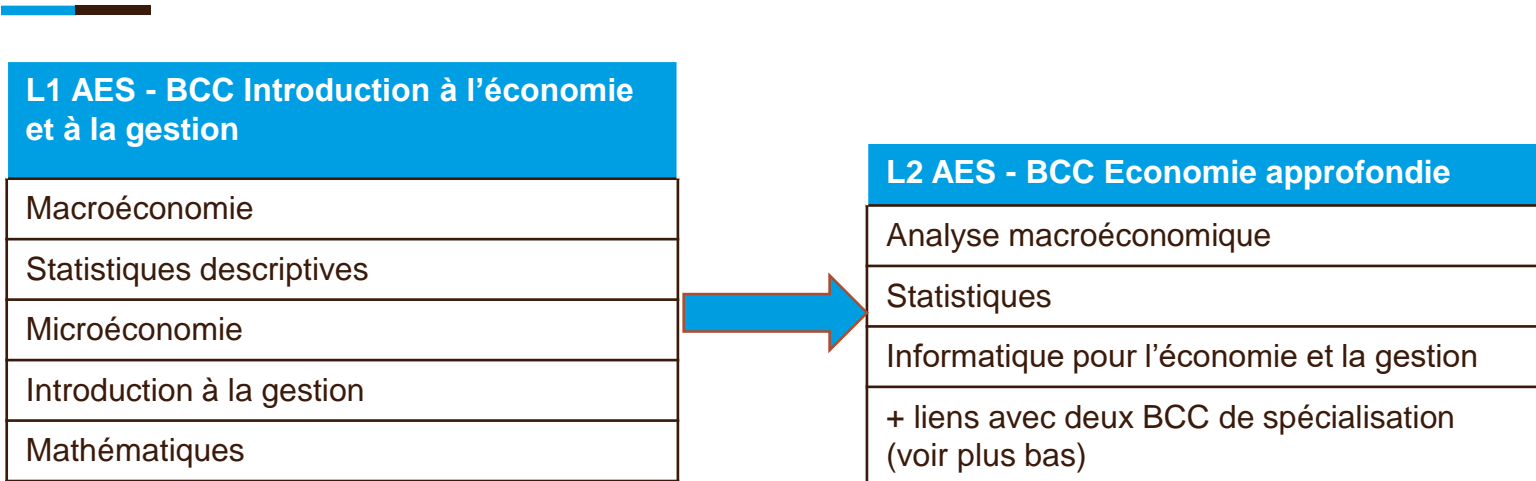 L1 AES - BCC Introduction à l’économie
et à la gestion
Macroéconomie
Statistiques descriptives
Microéconomie
Introduction à la gestion
Mathématiques
L2 AES - BCC Economie approfondie
Analyse macroéconomique
Statistiques
Informatique pour l’économie et la gestion
+ liens avec deux BCC de spécialisation
(voir plus bas)